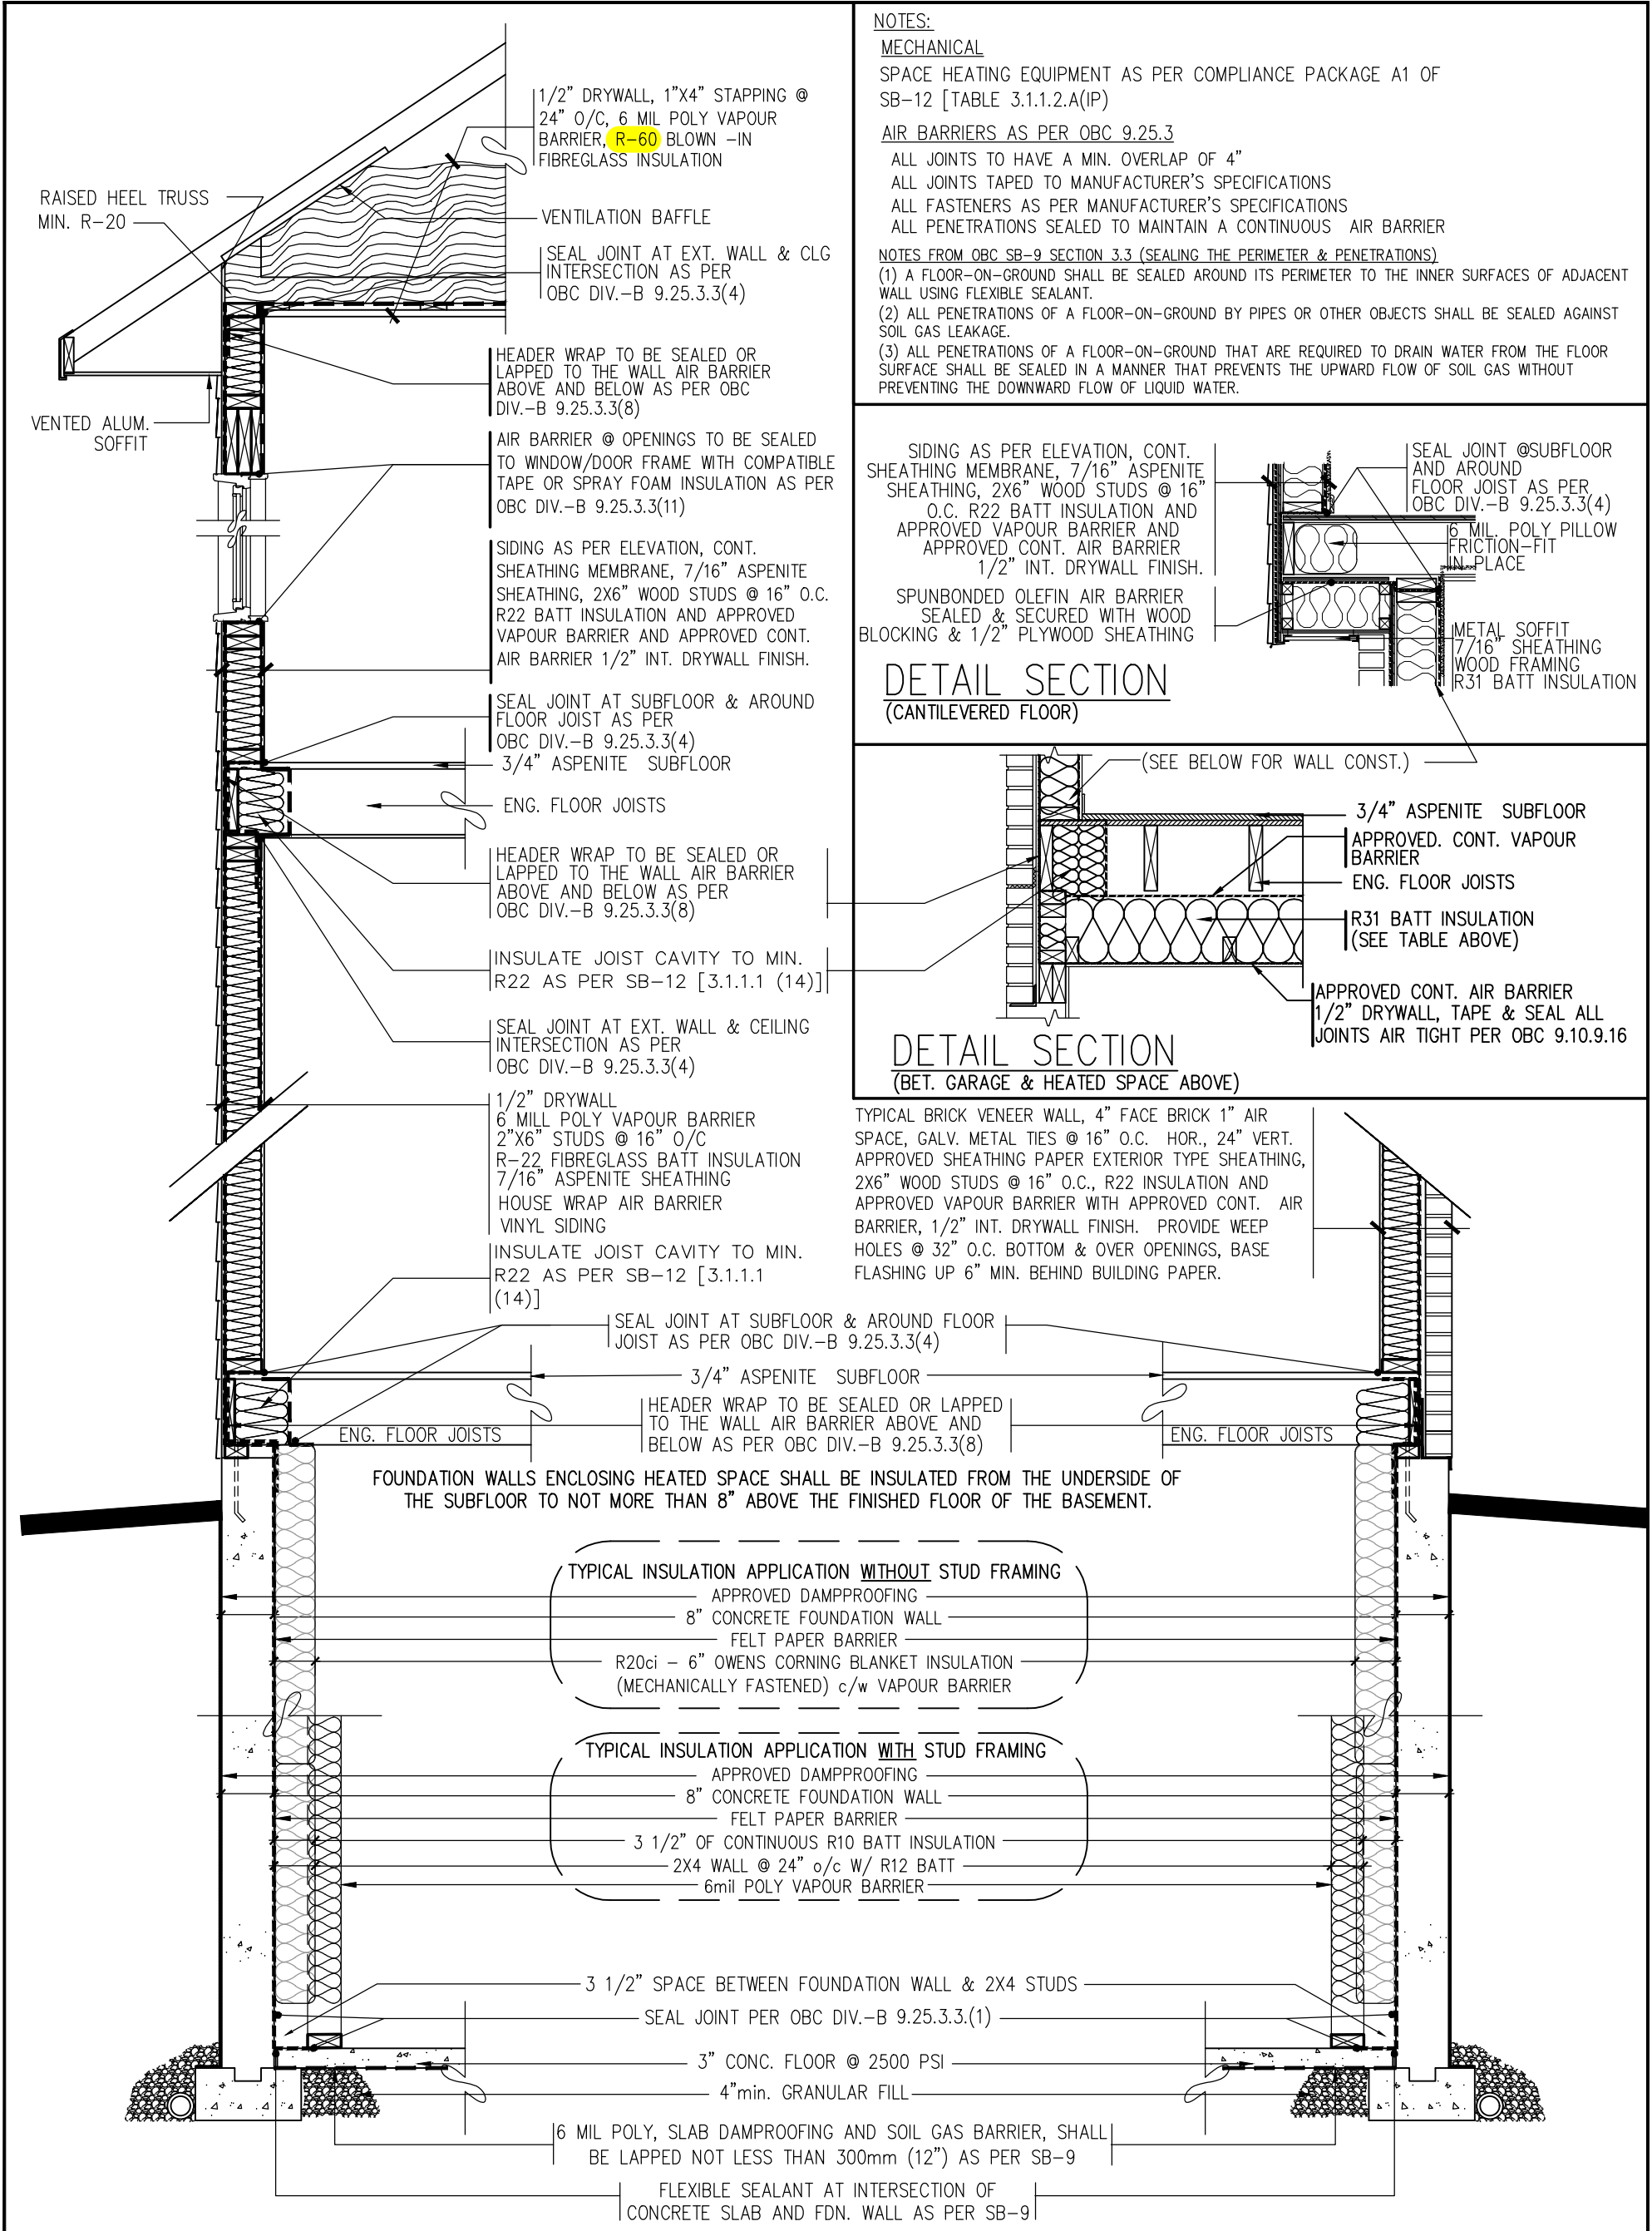 1/2" DRYWALL, 1"X4" STAPPING @
24" O/C, 6 MIL POLY VAPOUR
BARRIER, R-60 BLOWN -IN
FIBREGLASS INSULATION
RAISED HEEL TRUSS
MIN. R-20
VENTILATION BAFFLE
SEAL JOINT AT EXT. WALL & CLG
INTERSECTION AS PER
OBC DIV.-B 9.25.3.3(4)
HEADER WRAP TO BE SEALED OR
LAPPED TO THE WALL AIR BARRIER
ABOVE AND BELOW AS PER OBC
DIV.-B 9.25.3.3(8)
VENTED ALUM.
SOFFIT
AIR BARRIER @ OPENINGS TO BE SEALED
TO WINDOW/DOOR FRAME WITH COMPATIBLE
TAPE OR SPRAY FOAM INSULATION AS PER
OBC DIV.-B 9.25.3.3(11)
SIDING AS PER ELEVATION, CONT.
SHEATHING MEMBRANE, 7/16" ASPENITE
SHEATHING, 2X6" WOOD STUDS @ 16" O.C.
R22 BATT INSULATION AND APPROVED
VAPOUR BARRIER AND APPROVED CONT.
AIR BARRIER 1/2" INT. DRYWALL FINISH.
SEAL JOINT AT SUBFLOOR & AROUND
FLOOR JOIST AS PER
OBC DIV.-B 9.25.3.3(4)
3/4" ASPENITE SUBFLOOR
ENG. FLOOR JOISTS
HEADER WRAP TO BE SEALED OR
LAPPED TO THE WALL AIR BARRIER
ABOVE AND BELOW AS PER
OBC DIV.-B 9.25.3.3(8)
INSULATE JOIST CAVITY TO MIN.
R22 AS PER SB-12 [3.1.1.1 (14)]
SEAL JOINT AT EXT. WALL & CEILING
INTERSECTION AS PER
OBC DIV.-B 9.25.3.3(4)
1/2" DRYWALL
6 MILL POLY VAPOUR BARRIER
2"X6" STUDS @ 16" O/C
R-22 FIBREGLASS BATT INSULATION
7/16" ASPENITE SHEATHING
HOUSE WRAP AIR BARRIER
VINYL SIDING
INSULATE JOIST CAVITY TO MIN.
R22 AS PER SB-12 [3.1.1.1
(14)]
NOTES:
MECHANICAL
SPACE HEATING EQUIPMENT AS PER COMPLIANCE PACKAGE A1 OF
SB-12 [TABLE 3.1.1.2.A(IP)
AIR BARRIERS AS PER OBC 9.25.3
ALL JOINTS TO HAVE A MIN. OVERLAP OF 4"
ALL JOINTS TAPED TO MANUFACTURER'S SPECIFICATIONS
ALL FASTENERS AS PER MANUFACTURER'S SPECIFICATIONS
ALL PENETRATIONS SEALED TO MAINTAIN A CONTINUOUS AIR BARRIER
NOTES FROM OBC SB-9 SECTION 3.3 (SEALING THE PERIMETER & PENETRATIONS)
(1) A FLOOR-ON-GROUND SHALL BE SEALED AROUND ITS PERIMETER TO THE INNER SURFACES OF ADJACENT
WALL USING FLEXIBLE SEALANT.
(2) ALL PENETRATIONS OF A FLOOR-ON-GROUND BY PIPES OR OTHER OBJECTS SHALL BE SEALED AGAINST
SOIL GAS LEAKAGE.
(3) ALL PENETRATIONS OF A FLOOR-ON-GROUND THAT ARE REQUIRED TO DRAIN WATER FROM THE FLOOR
SURFACE SHALL BE SEALED IN A MANNER THAT PREVENTS THE UPWARD FLOW OF SOIL GAS WITHOUT
PREVENTING THE DOWNWARD FLOW OF LIQUID WATER.
SIDING AS PER ELEVATION, CONT.
SHEATHING MEMBRANE, 7/16" ASPENITE
SHEATHING, 2X6" WOOD STUDS @ 16"
O.C. R22 BATT INSULATION AND
APPROVED VAPOUR BARRIER AND
APPROVED CONT. AIR BARRIER
1/2" INT. DRYWALL FINISH.
SPUNBONDED OLEFIN AIR BARRIER
SEALED & SECURED WITH WOOD
BLOCKING & 1/2" PLYWOOD SHEATHING
SEAL JOINT @SUBFLOOR
AND AROUND
FLOOR JOIST AS PER
OBC DIV.-B 9.25.3.3(4)
6 MIL. POLY PILLOW
FRICTION-FIT
IN PLACE
METAL SOFFIT
7/16" SHEATHING
WOOD FRAMING
R31 BATT INSULATION
DETAIL SECTION
(CANTILEVERED FLOOR)
(SEE BELOW FOR WALL CONST.)
3/4" ASPENITE SUBFLOOR
APPROVED. CONT. VAPOUR
BARRIER
ENG. FLOOR JOISTS
R31 BATT INSULATION
(SEE TABLE ABOVE)
APPROVED CONT. AIR BARRIER
1/2" DRYWALL, TAPE & SEAL ALL
JOINTS AIR TIGHT PER OBC 9.10.9.16
DETAIL SECTION
(BET. GARAGE & HEATED SPACE ABOVE)
TYPICAL BRICK VENEER WALL, 4" FACE BRICK 1" AIR
SPACE, GALV. METAL TIES @ 16" O.C. HOR., 24" VERT.
APPROVED SHEATHING PAPER EXTERIOR TYPE SHEATHING,
2X6" WOOD STUDS @ 16" O.C., R22 INSULATION AND
APPROVED VAPOUR BARRIER WITH APPROVED CONT. AIR
BARRIER, 1/2" INT. DRYWALL FINISH. PROVIDE WEEP
HOLES @ 32" O.C. BOTTOM & OVER OPENINGS, BASE
FLASHING UP 6" MIN. BEHIND BUILDING PAPER.
SEAL JOINT AT SUBFLOOR & AROUND FLOOR
JOIST AS PER OBC DIV.-B 9.25.3.3(4)
3/4" ASPENITE SUBFLOOR
HEADER WRAP TO BE SEALED OR LAPPED
TO THE WALL AIR BARRIER ABOVE AND
BELOW AS PER OBC DIV.-B 9.25.3.3(8)
ENG. FLOOR JOISTS
ENG. FLOOR JOISTS
FOUNDATION WALLS ENCLOSING HEATED SPACE SHALL BE INSULATED FROM THE UNDERSIDE OF
THE SUBFLOOR TO NOT MORE THAN 8" ABOVE THE FINISHED FLOOR OF THE BASEMENT.
TYPICAL INSULATION APPLICATION WITHOUT STUD FRAMING
APPROVED DAMPPROOFING
8" CONCRETE FOUNDATION WALL
FELT PAPER BARRIER
R20ci - 6" OWENS CORNING BLANKET INSULATION
(MECHANICALLY FASTENED) c/w VAPOUR BARRIER
TYPICAL INSULATION APPLICATION WITH STUD FRAMING
APPROVED DAMPPROOFING
8" CONCRETE FOUNDATION WALL
FELT PAPER BARRIER
3 1/2" OF CONTINUOUS R10 BATT INSULATION
2X4 WALL @ 24" o/c W/ R12 BATT
6mil POLY VAPOUR BARRIER
3 1/2" SPACE BETWEEN FOUNDATION WALL & 2X4 STUDS
SEAL JOINT PER OBC DIV.-B 9.25.3.3.(1)
3" CONC. FLOOR @ 2500 PSI
4"min. GRANULAR FILL
6 MIL POLY, SLAB DAMPROOFING AND SOIL GAS BARRIER, SHALL
BE LAPPED NOT LESS THAN 300mm (12") AS PER SB-9
FLEXIBLE SEALANT AT INTERSECTION OF
CONCRETE SLAB AND FDN. WALL AS PER SB-9